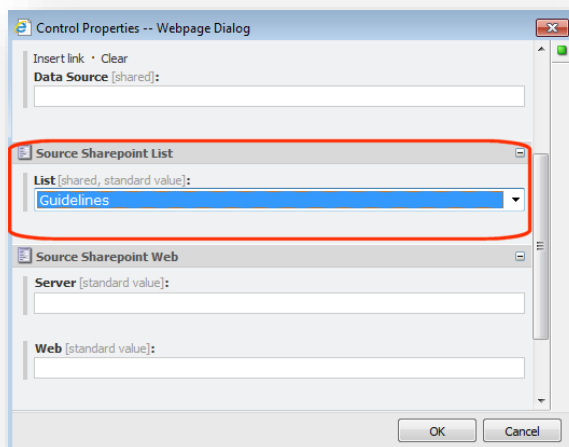 Control Properties -- Webpage Dialog
Insert link · Clear
Data Source [shared]:
Source Sharepoint List
List [shared, standard value]:
Guidelines
Source Sharepoint Web
Server [standard value]:
Web [standard value]:
OK Cancel